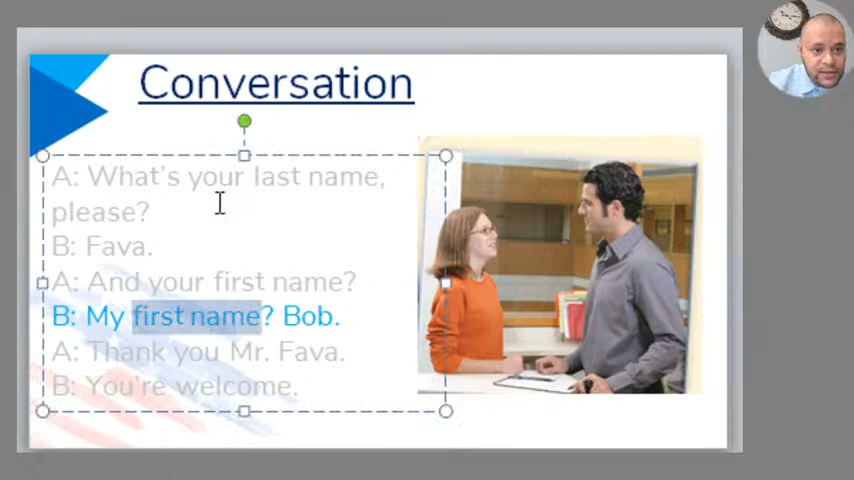 Conversation
A: What's your last name,
please?
B: Fava.
A: And your first name?
B: My first name? Bob.
A: Thank you Mr. Fava.
B: You're welcome.